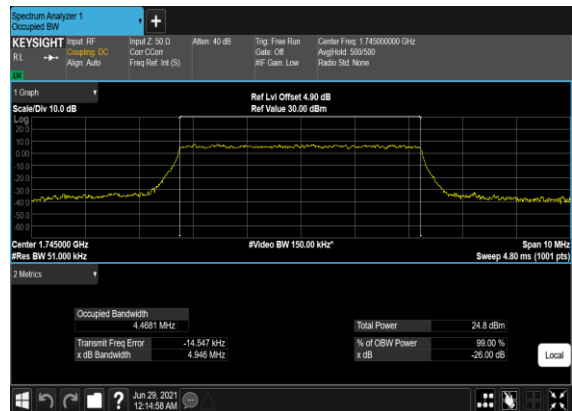 Spectrum Analyzer 1
Occupied BW
+
KEYSIGHT
R L
LW
Input: RF
Coupling: DC
Align: Auto
Input Z: 50 Ω
Corr CCorr
Freq Ref: Int (S)
Atten: 40 dB
Trig: Free Run
Gate: Off
#IF Gain: Low
Center Freq: 1.745000000 GHz
Avg|Hold: 500/500
Radio Std: None
1 Graph
Scale/Div 10.0 dB
Ref Lvl Offset 4.90 dB
Ref Value 30.00 dBm
Log
20.0
10.0
0.00
-10.0
-20.0
-30.0
-40.0
-50.0
-60.0
Center 1.745000 GHz
#Res BW 51.000 kHz
#Video BW 150.00 kHz*
Span 10 MHz
Sweep 4.80 ms (1001 pts)
2 Metrics
Occupied Bandwidth
4.4681 MHz
Transmit Freq Error -14.547 kHz
x dB Bandwidth 4.946 MHz
Total Power 24.8 dBm
% of OBW Power 99.00 %
x dB -26.00 dB
Local
?
Jun 29, 2021
12:14:58 AM